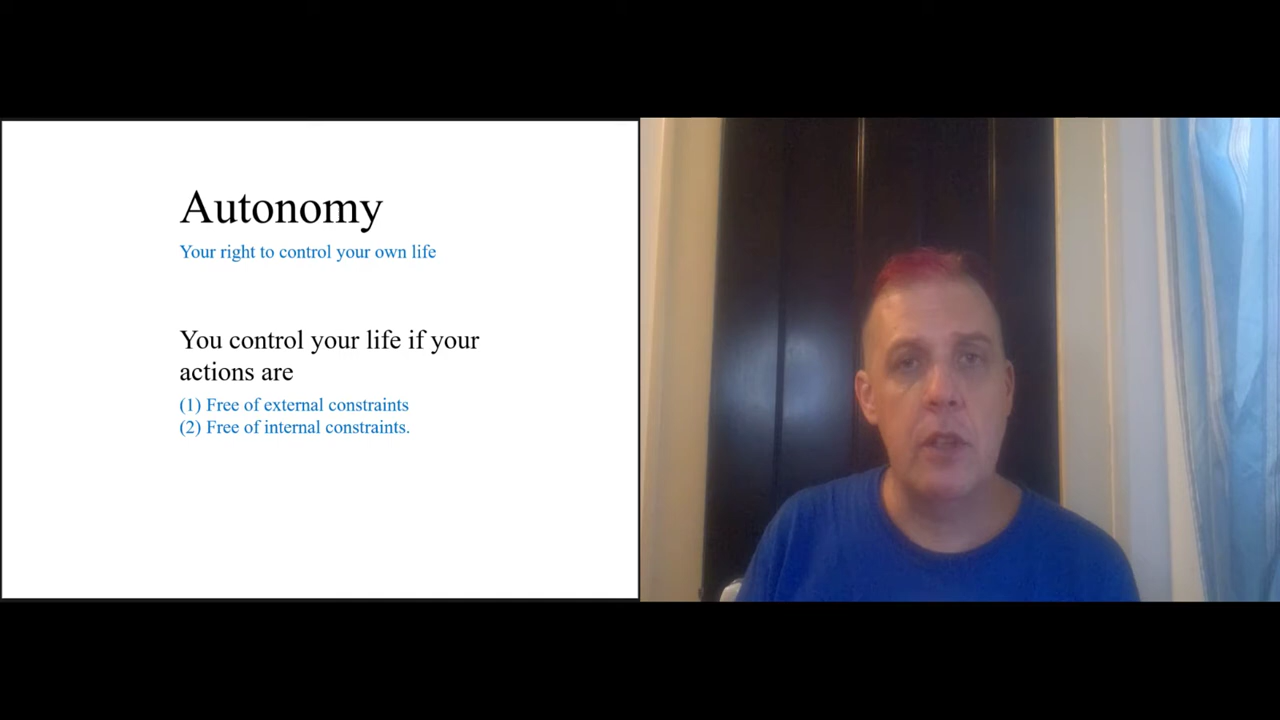 Autonomy
Your right to control your own life
You control your life if your
actions are
(1) Free of external constraints
(2) Free of internal constraints.